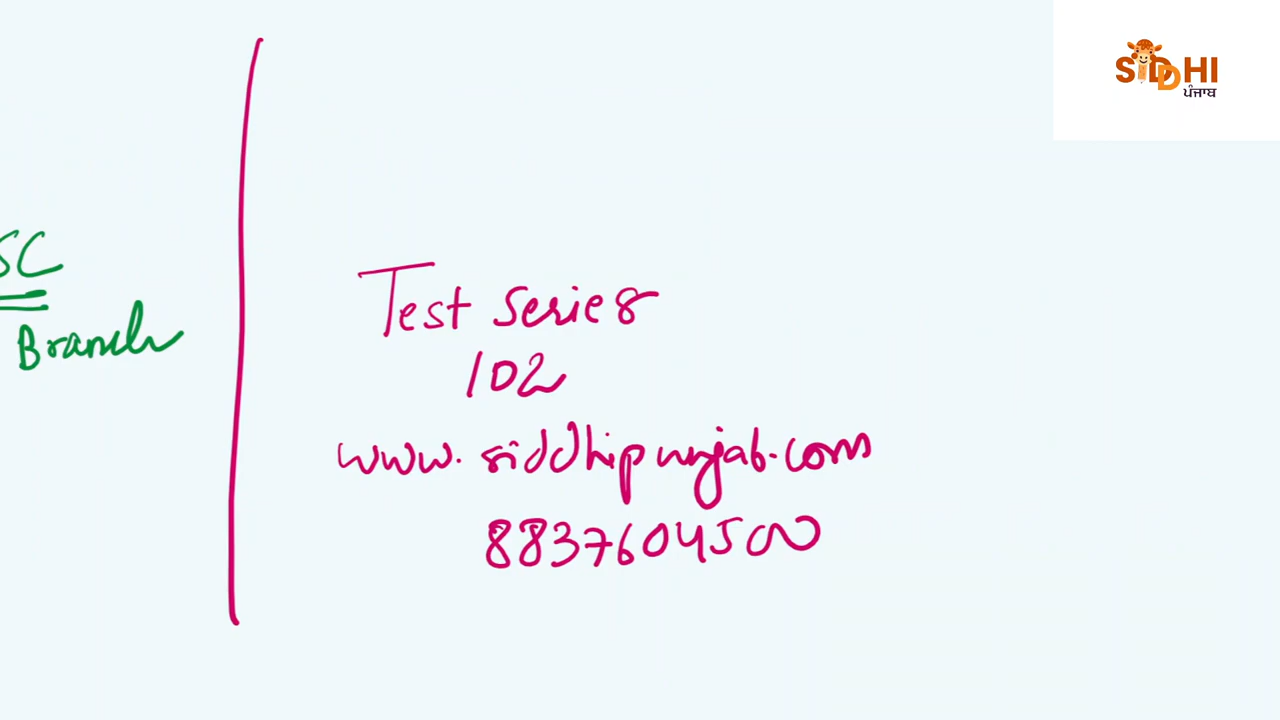 SIDDHI
ਪੰਜਾਬ
SC
Branch
Test Series
102
www.siddhipunjab.com
8837604500